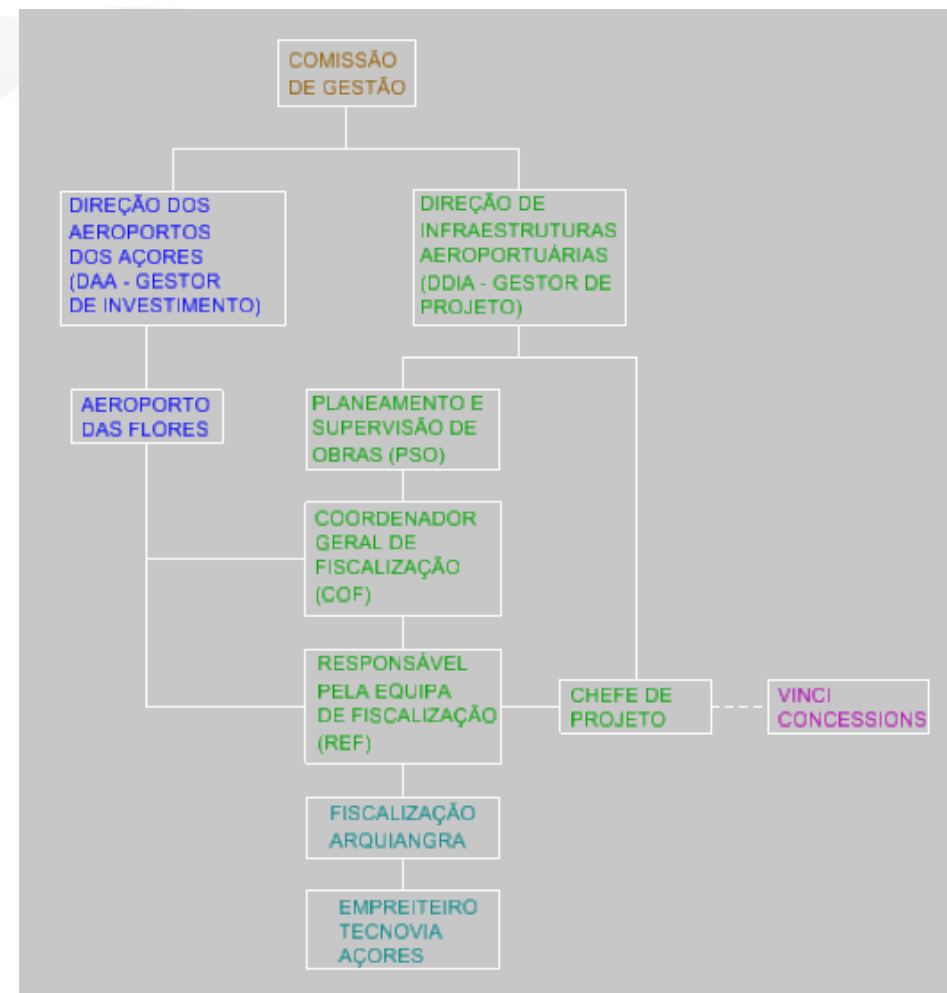 COMISSÃO
DE GESTÃO
DIREÇÃO DOS
AEROPORTOS
DOS AÇORES
(DAA - GESTOR
DE INVESTIMENTO)
DIREÇÃO DE
INFRAESTRUTURAS
AEROPORTUÁRIAS
(DDIA - GESTOR DE
PROJETO)
AEROPORTO
DAS FLORES
PLANEAMENTO E
SUPERVISÃO DE
OBRAS (PSO)
COORDENADOR
GERAL DE
FISCALIZAÇÃO
(COF)
RESPONSÁVEL
PELA EQUIPA
DE FISCALIZAÇÃO
(REF)
CHEFE DE
PROJETO
VINCI
CONCESSIONS
FISCALIZAÇÃO
ARQUIANGRA
EMPREITEIRO
TECNOVIA
AÇORES